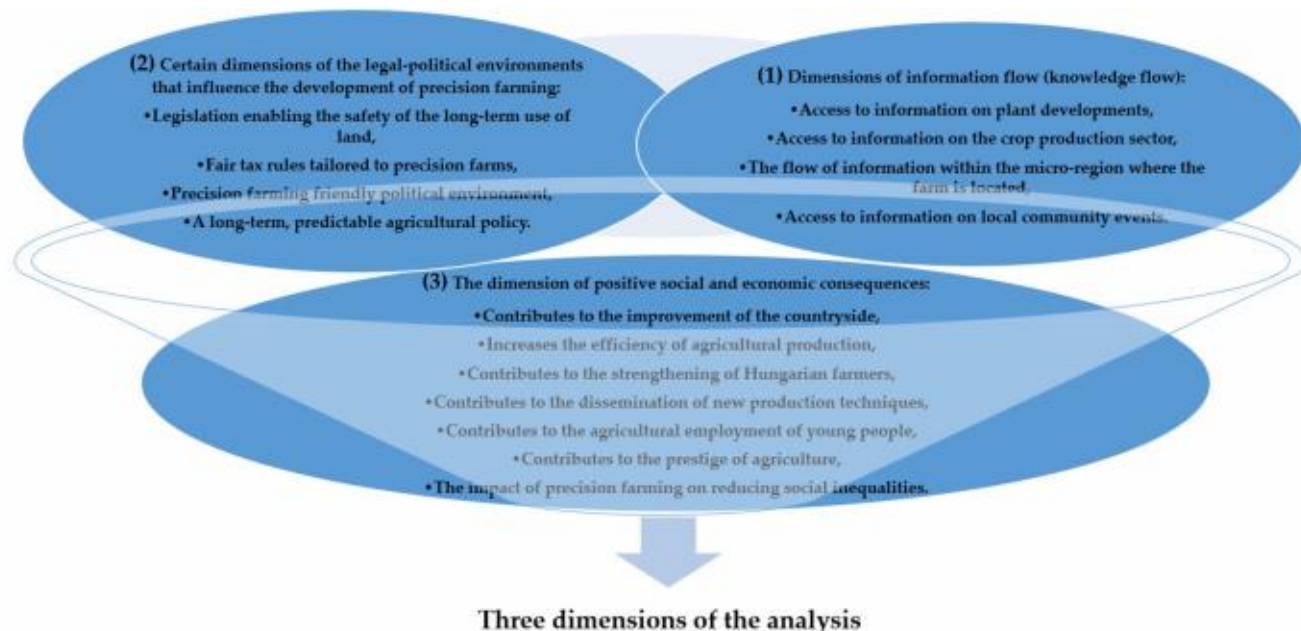 (2) Certain dimensions of the legal-political environments
that influence the development of precision farming:
•Legislation enabling the safety of the long-term use of
land,
•Fair tax rules tailored to precision farms,
•Precision farming friendly political environment,
•A long-term, predictable agricultural policy.
(1) Dimensions of information flow (knowledge flow):
•Access to information on plant developments,
•Access to information on the crop production sector,
•The flow of information within the micro-region where the
farm is located,
•Access to information on local community events.
(3) The dimension of positive social and economic consequences:
•Contributes to the improvement of the countryside,
•Increases the efficiency of agricultural production,
•Contributes to the strengthening of Hungarian farmers,
•Contributes to the dissemination of new production techniques,
•Contributes to the agricultural employment of young people,
•Contributes to the prestige of agriculture,
•The impact of precision farming on reducing social inequalities.
Three dimensions of the analysis